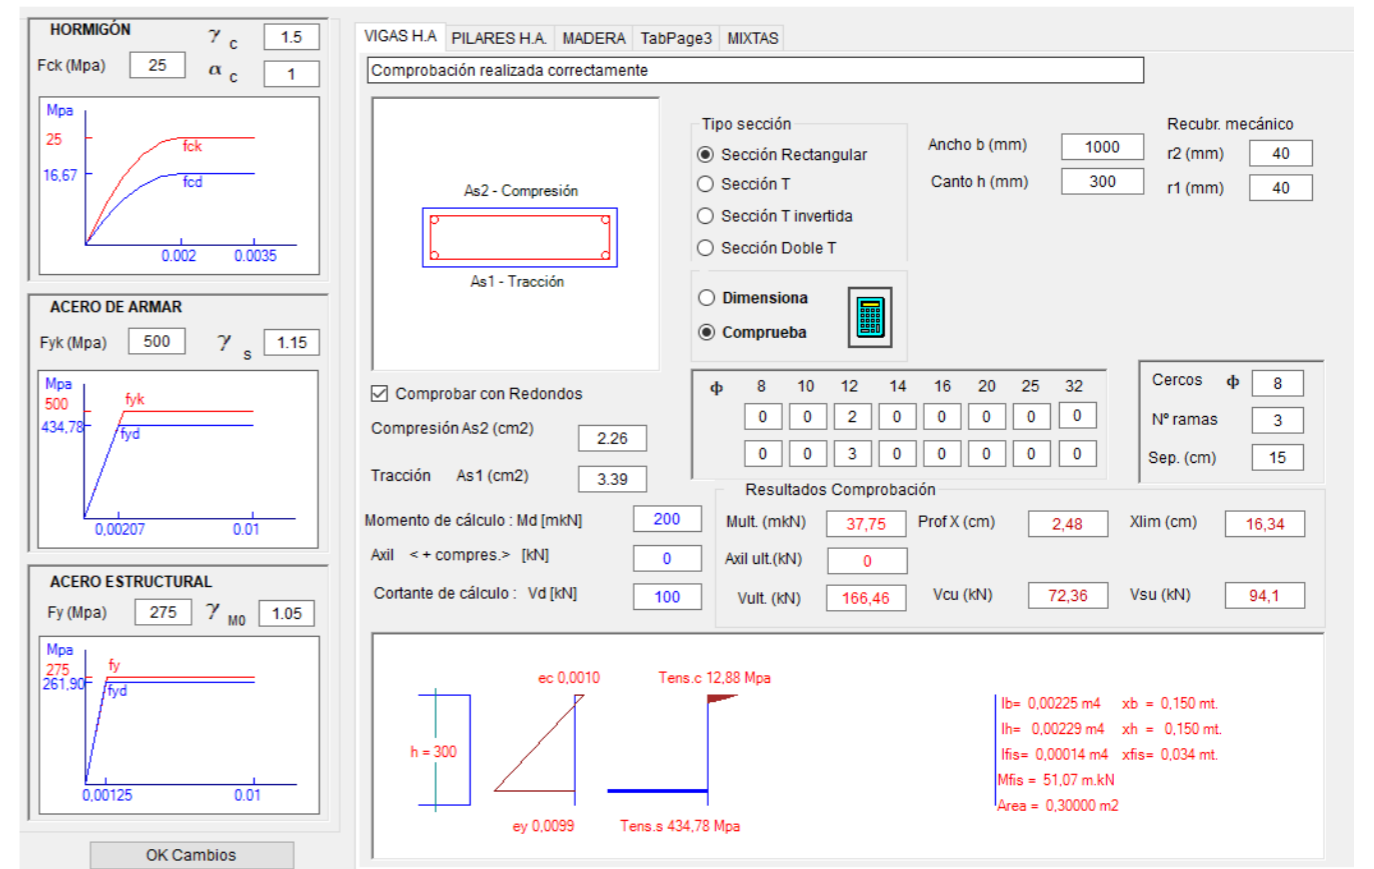 HORMIGÓN
γ c 1.5
Fck (Mpa) 25 α c 1
Mpa
25
fck
16,67
fcd
0.002 0.0035
ACERO DE ARMAR
Fyk (Mpa) 500 γ s 1.15
Mpa
500 fyk
434,78 fyd
0,00207 0.01
ACERO ESTRUCTURAL
Fy (Mpa) 275 γ M0 1.05
Mpa
275 fy
261,90 fyd
0,00125 0.01
OK Cambios
VIGAS H.A PILARES H.A. MADERA TabPage3 MIXTAS
Comprobación realizada correctamente
As2 - Compresión
As1 - Tracción
Tipo sección
Sección Rectangular
Sección T
Sección T invertida
Sección Doble T
Ancho b (mm) 1000
Canto h (mm) 300
Recubr. mecánico
r2 (mm) 40
r1 (mm) 40
Dimensiona
Comprueba
Comprobar con Redondos
Compresión As2 (cm2) 2.26
Tracción As1 (cm2) 3.39
ф 8 10 12 14 16 20 25 32
0 0 2 0 0 0 0 0
0 0 3 0 0 0 0 0
Cercos ф 8
Nº ramas 3
Sep. (cm) 15
Momento de cálculo : Md [mkN] 200
Axil <+ compres.> [kN] 0
Cortante de cálculo : Vd [kN] 100
Resultados Comprobación
Mult. (mkN) 37,75 Prof X (cm) 2,48 Xlim (cm) 16,34
Axil ult.(kN) 0
Vult. (kN) 166,46 Vcu (kN) 72,36 Vsu (kN) 94,1
h = 300
ec 0,0010 Tens.c 12,88 Mpa
ey 0,0099 Tens.s 434,78 Mpa
Ib= 0,00225 m4 xb = 0,150 mt.
Ih= 0,00229 m4 xh = 0,150 mt.
Ifis= 0,00014 m4 xfis= 0,034 mt.
Mfis = 51,07 m.kN
Area = 0,30000 m2